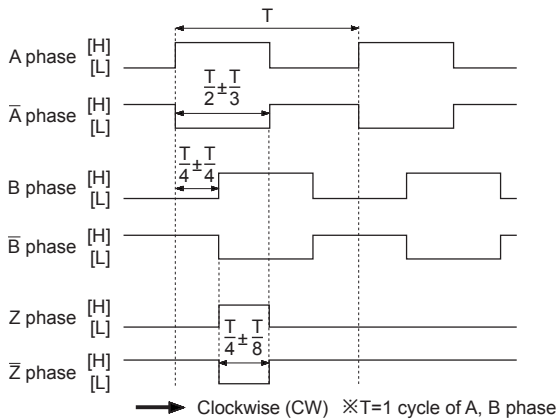 T
A phase [H]
[L]
T/2 ± T/3
A̅ phase [H]
[L]
T/4 ± T/4
B phase [H]
[L]
B̅ phase [H]
[L]
Z phase [H]
[L]
T/4 ± T/8
Z̅ phase [H]
[L]
Clockwise (CW) ※T=1 cycle of A, B phase